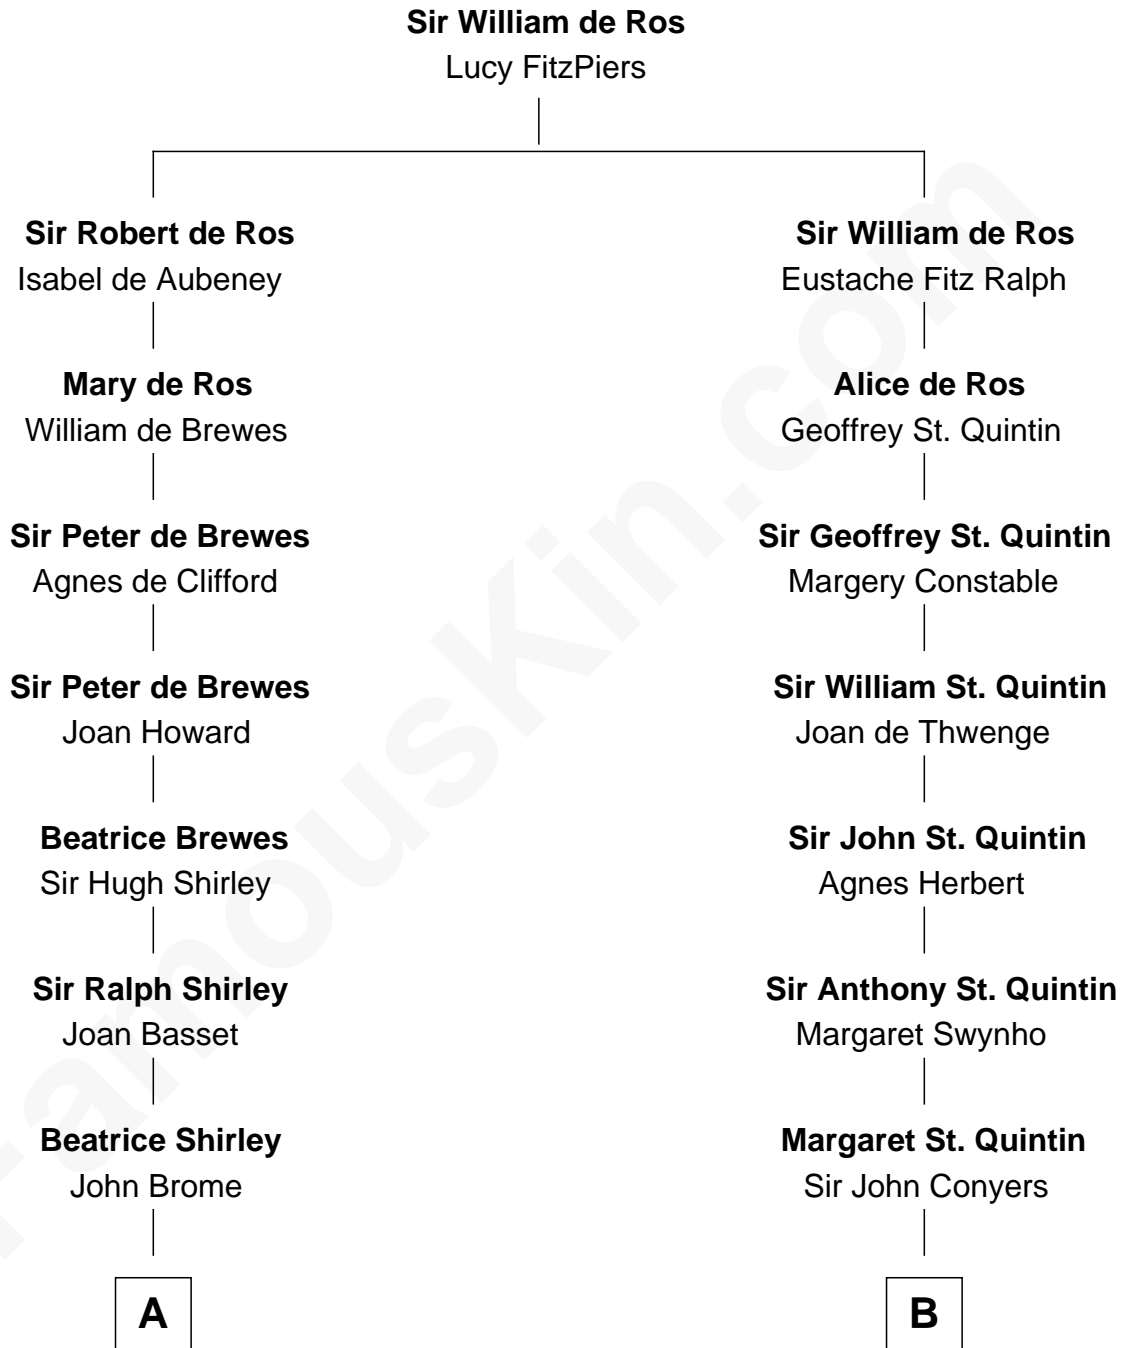 Sir William de Ros
Lucy FitzPiers
Sir Robert de Ros
Isabel de Aubeney
Mary de Ros
William de Brewes
Sir Peter de Brewes
Agnes de Clifford
Sir Peter de Brewes
Joan Howard
Beatrice Brewes
Sir Hugh Shirley
Sir Ralph Shirley
Joan Basset
Beatrice Shirley
John Brome
A
Sir William de Ros
Eustache Fitz Ralph
Alice de Ros
Geoffrey St. Quintin
Sir Geoffrey St. Quintin
Margery Constable
Sir William St. Quintin
Joan de Thwenge
Sir John St. Quintin
Agnes Herbert
Sir Anthony St. Quintin
Margaret Swynho
Margaret St. Quintin
Sir John Conyers
B
FamousKin.com